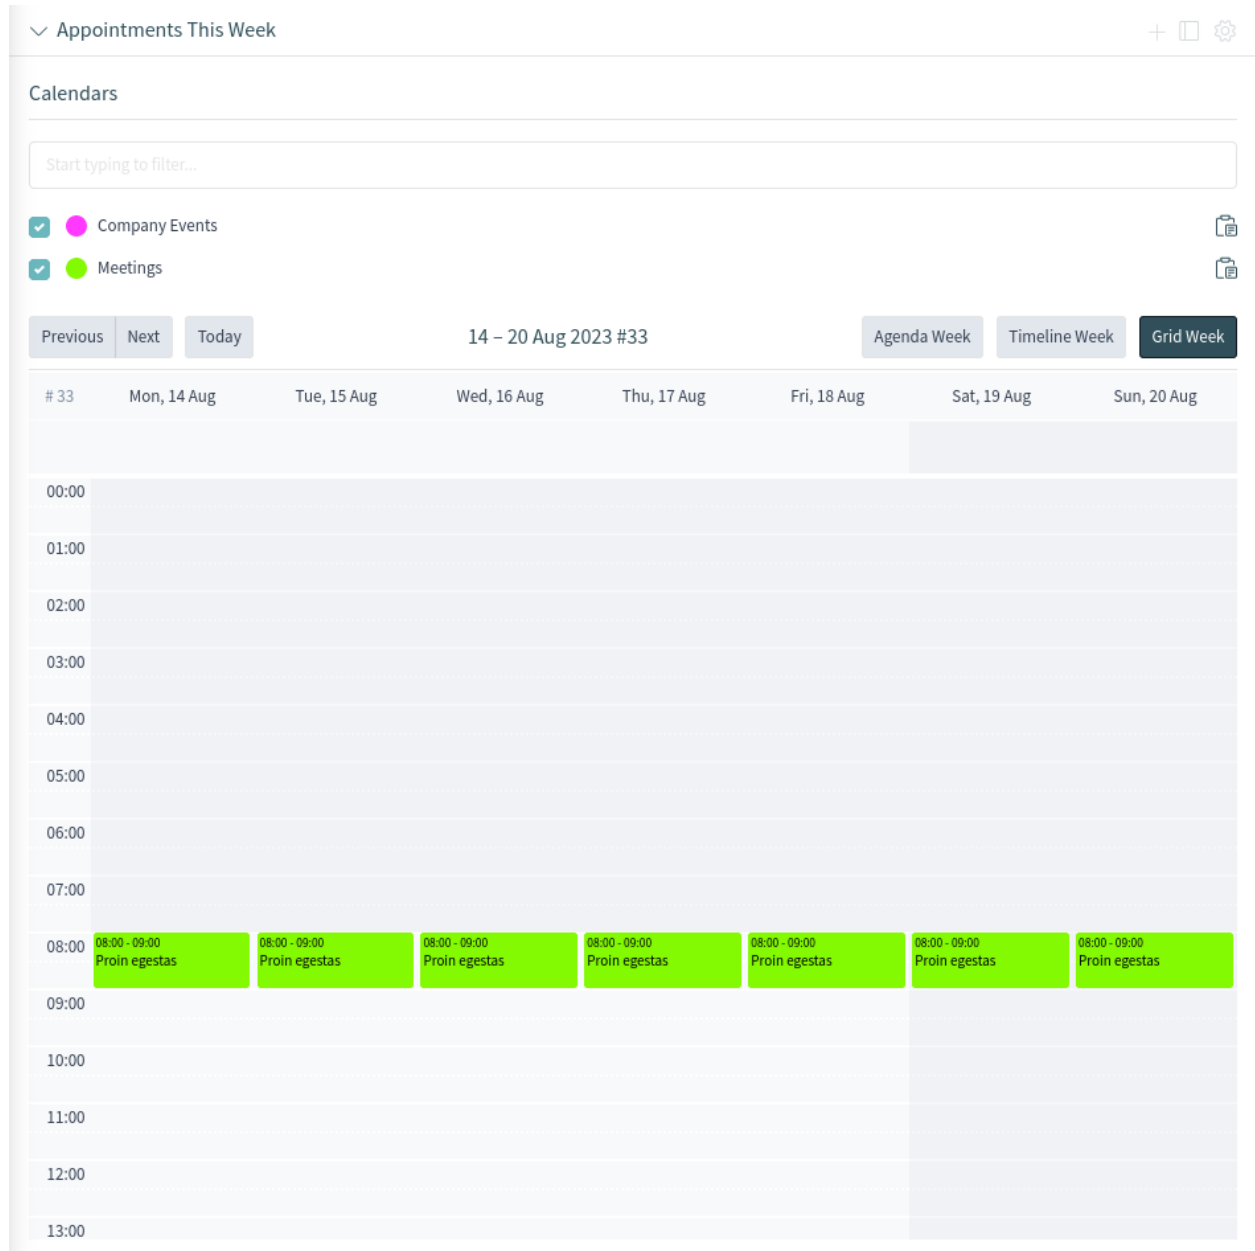 Appointments This Week
Calendars
Start typing to filter...
Company Events
Meetings
Previous Next Today 14 – 20 Aug 2023 #33 Agenda Week Timeline Week Grid Week
# 33 Mon, 14 Aug Tue, 15 Aug Wed, 16 Aug Thu, 17 Aug Fri, 18 Aug Sat, 19 Aug Sun, 20 Aug
00:00
01:00
02:00
03:00
04:00
05:00
06:00
07:00
08:00 08:00 - 09:00 08:00 - 09:00 08:00 - 09:00 08:00 - 09:00 08:00 - 09:00 08:00 - 09:00 08:00 - 09:00
Proin egestas Proin egestas Proin egestas Proin egestas Proin egestas Proin egestas Proin egestas
09:00
10:00
11:00
12:00
13:00